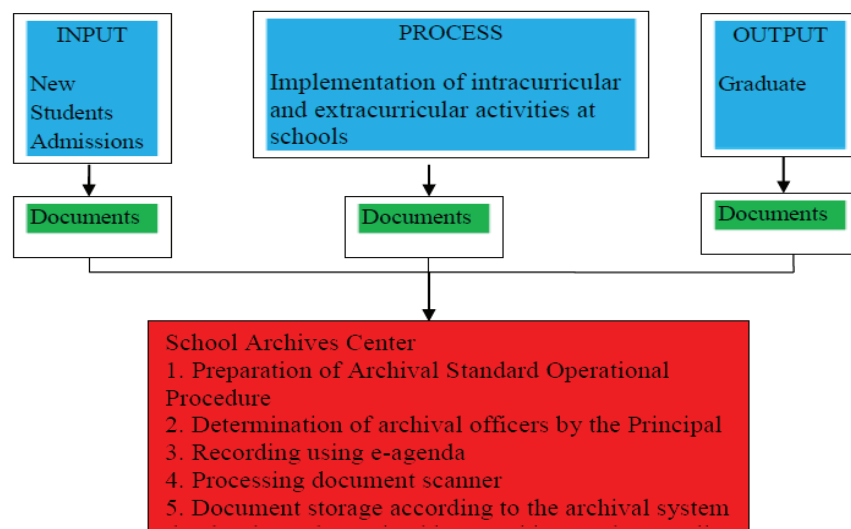 INPUT
New
Students
Admissions
PROCESS
Implementation of intracurricular
and extracurricular activities at
schools
OUTPUT
Graduate
Documents
Documents
Documents
School Archives Center
1. Preparation of Archival Standard Operational
Procedure
2. Determination of archival officers by the Principal
3. Recording using e-agenda
4. Processing document scanner
5. Document storage according to the archival system